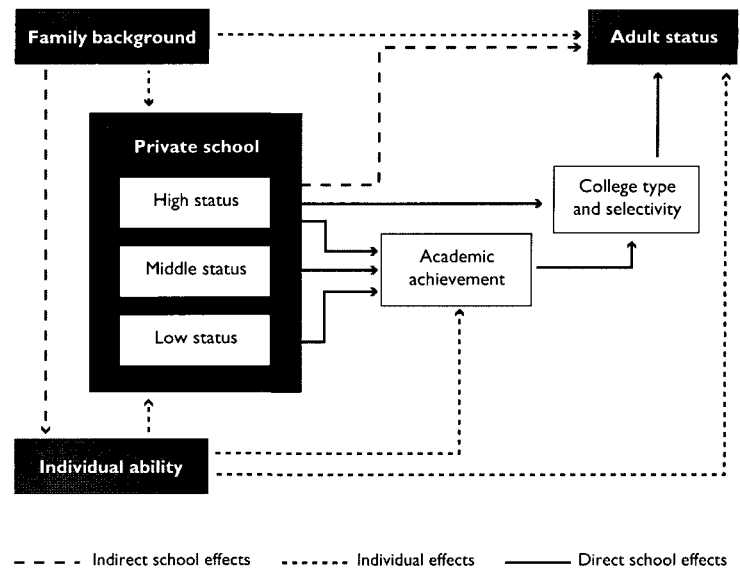 Family background
Adult status
Private school
High status
College type
and selectivity
Middle status
Academic
achievement
Low status
Individual ability
Indirect school effects
Individual effects
Direct school effects